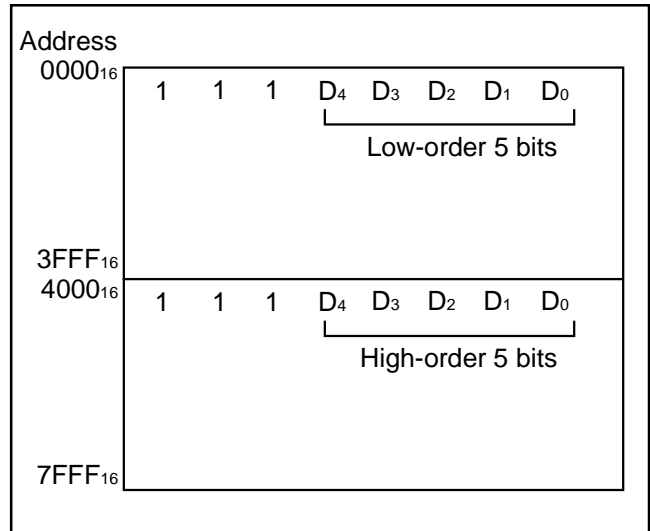 Address
0000₁₆
1 1 1 D₄ D₃ D₂ D₁ D₀
Low-order 5 bits
3FFF₁₆
4000₁₆
1 1 1 D₄ D₃ D₂ D₁ D₀
High-order 5 bits
7FFF₁₆